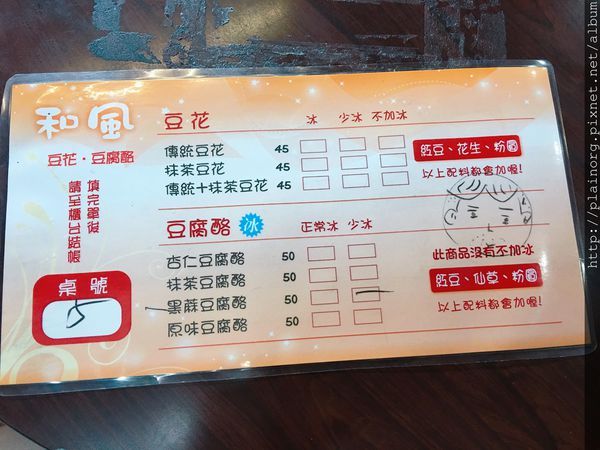 和風
豆花・豆腐酪
填完單後
請至櫃台結帳
桌號
5
豆花 冰 少冰 不加冰
傳統豆花 45
抹茶豆花 45
傳統+抹茶豆花 45
紅豆、花生、粉圓
以上配料都會加喔!
豆腐酪 冰 正常冰 少冰
杏仁豆腐酪 50
抹茶豆腐酪 50
黑蔴豆腐酪 50
原味豆腐酪 50
此商品沒有不加冰
紅豆、仙草、粉圓
以上配料都會加喔!
http://plainorg.pixnet.net/album